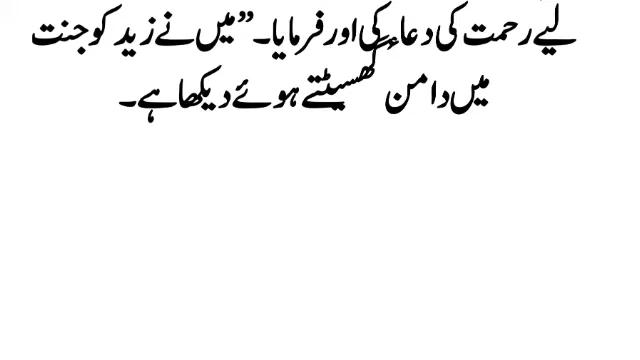 لیے رحمت کی دعاء کی اور فرمایا۔ ”میں نے زید کو جنت
میں دامن گھسیٹتے ہوئے دیکھا ہے۔